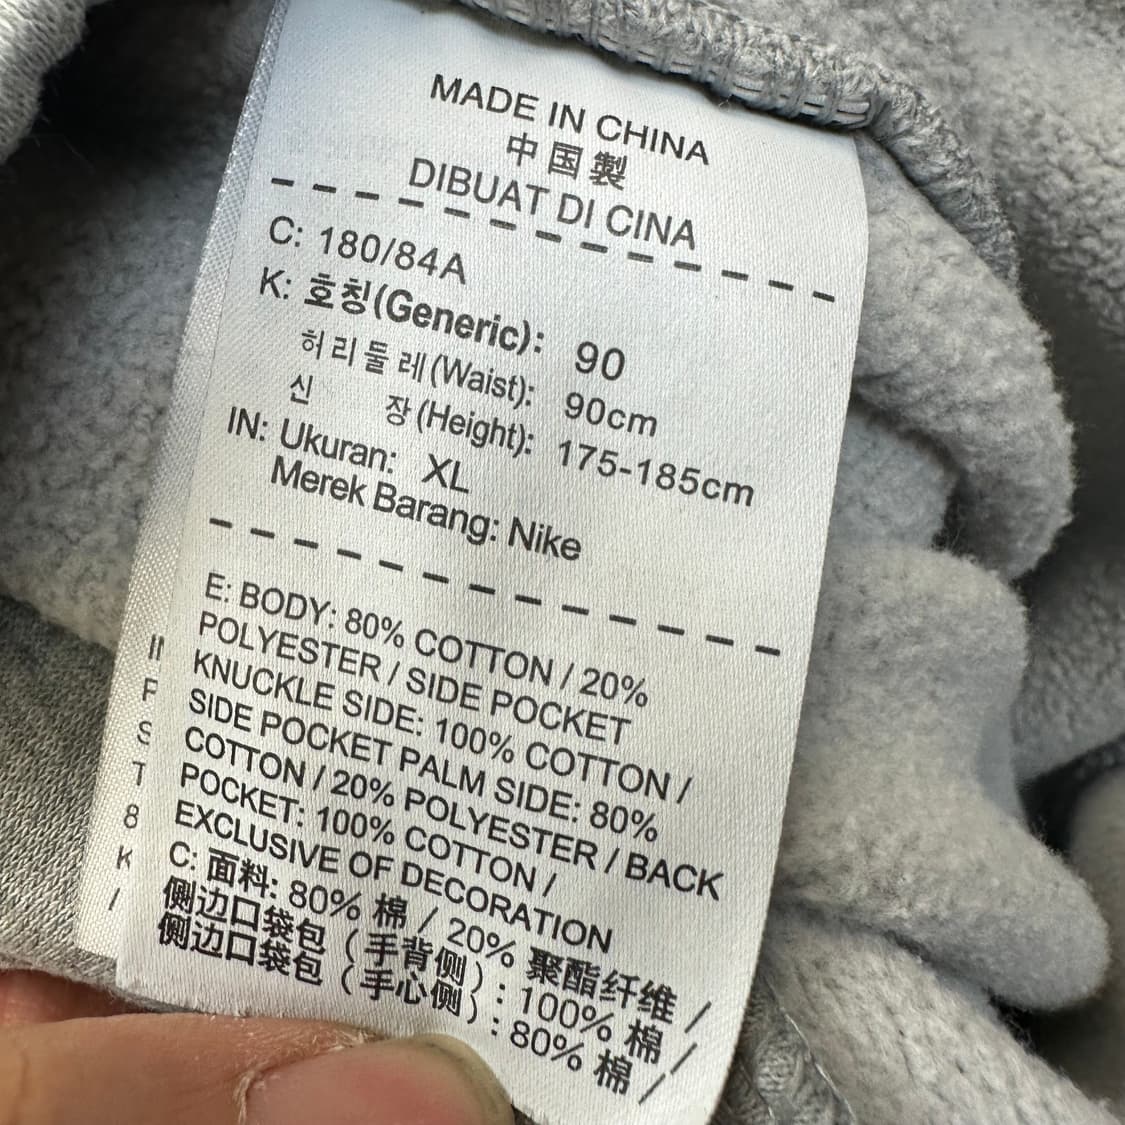 MADE IN CHINA
中国製
DIBUAT DI CINA
C: 180/84A
K: 호칭(Generic): 90
허리둘레(Waist): 90cm
신 장(Height): 175-185cm
IN: Ukuran: XL
Merek Barang: Nike
E: BODY: 80% COTTON / 20%
POLYESTER / SIDE POCKET
KNUCKLE SIDE: 100% COTTON /
SIDE POCKET PALM SIDE: 80%
COTTON / 20% POLYESTER / BACK
POCKET: 100% COTTON /
EXCLUSIVE OF DECORATION
C: 面料: 80% 棉 / 20% 聚酯纤维 /
侧边口袋包（手背侧）: 100% 棉 /
侧边口袋包（手心侧）: 80% 棉 /